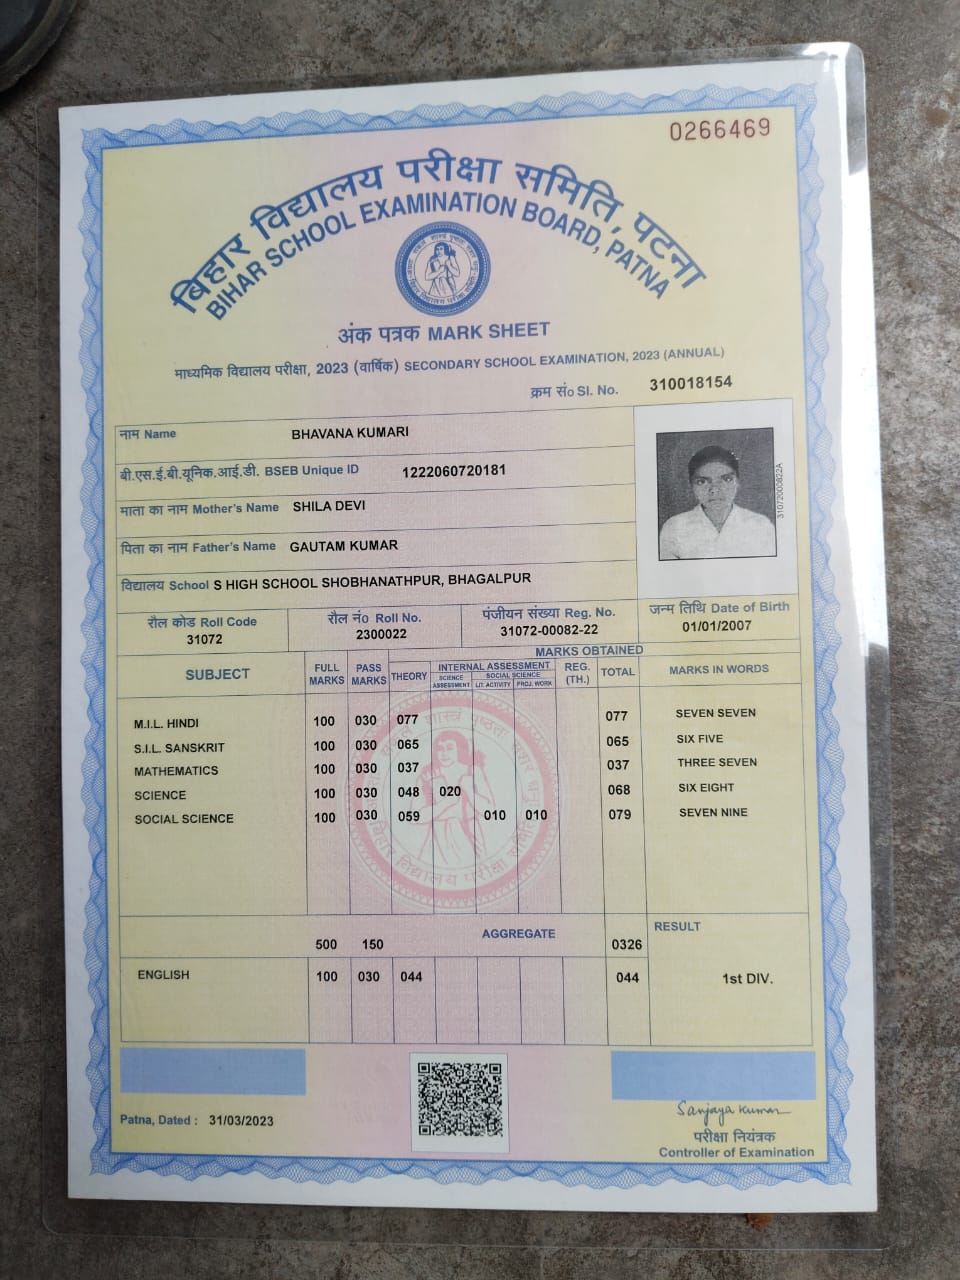 0266469
बिहार विद्यालय परीक्षा समिति, पटना
BIHAR SCHOOL EXAMINATION BOARD, PATNA
अंक पत्रक MARK SHEET
माध्यमिक विद्यालय परीक्षा, 2023 (वार्षिक) SECONDARY SCHOOL EXAMINATION, 2023 (ANNUAL)
क्रम सं० Sl. No. 310018154
नाम Name BHAVANA KUMARI
बी.एस.ई.बी.यूनिक.आई.डी. BSEB Unique ID 1222060720181
माता का नाम Mother's Name SHILA DEVI
पिता का नाम Father's Name GAUTAM KUMAR
विद्यालय School S HIGH SCHOOL SHOBHANATHPUR, BHAGALPUR
31072000822A
रौल कोड Roll Code रौल नं० Roll No. पंजीयन संख्या Reg. No. जन्म तिथि Date of Birth
31072 2300022 31072-00082-22 01/01/2007
MARKS OBTAINED
SUBJECT FULL MARKS PASS MARKS THEORY INTERNAL ASSESSMENT REG. (TH.) TOTAL MARKS IN WORDS
SCIENCE ASSESSMENT SOCIAL SCIENCE LIT. ACTIVITY PROJ. WORK
M.I.L. HINDI 100 030 077 077 SEVEN SEVEN
S.I.L. SANSKRIT 100 030 065 065 SIX FIVE
MATHEMATICS 100 030 037 037 THREE SEVEN
SCIENCE 100 030 048 020 068 SIX EIGHT
SOCIAL SCIENCE 100 030 059 010 010 079 SEVEN NINE
बिहार विद्यालय परीक्षा समिति
500 150 AGGREGATE 0326 RESULT
ENGLISH 100 030 044 044 1st DIV.
Patna, Dated : 31/03/2023
Sanjaya Kumar
परीक्षा नियंत्रक
Controller of Examination